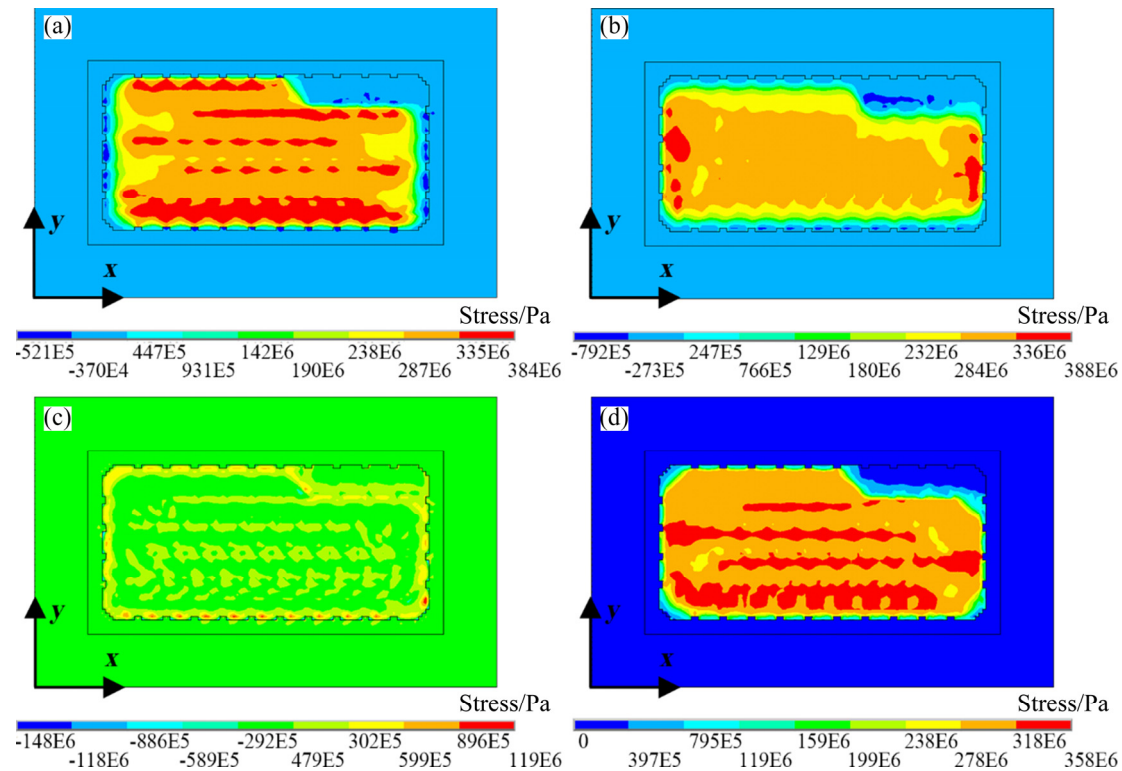 (a)
(b)
y
x
y
x
Stress/Pa
Stress/Pa
-521E5 447E5 142E6 238E6 335E6
-370E4 931E5 190E6 287E6 384E6
-792E5 247E5 129E6 232E6 336E6
-273E5 766E5 180E6 284E6 388E6
(c)
(d)
y
x
y
x
Stress/Pa
Stress/Pa
-148E6 -886E5 -292E5 302E5 896E5
-118E6 -589E5 479E5 599E5 119E6
0 795E5 159E6 238E6 318E6
397E5 119E6 199E6 278E6 358E6